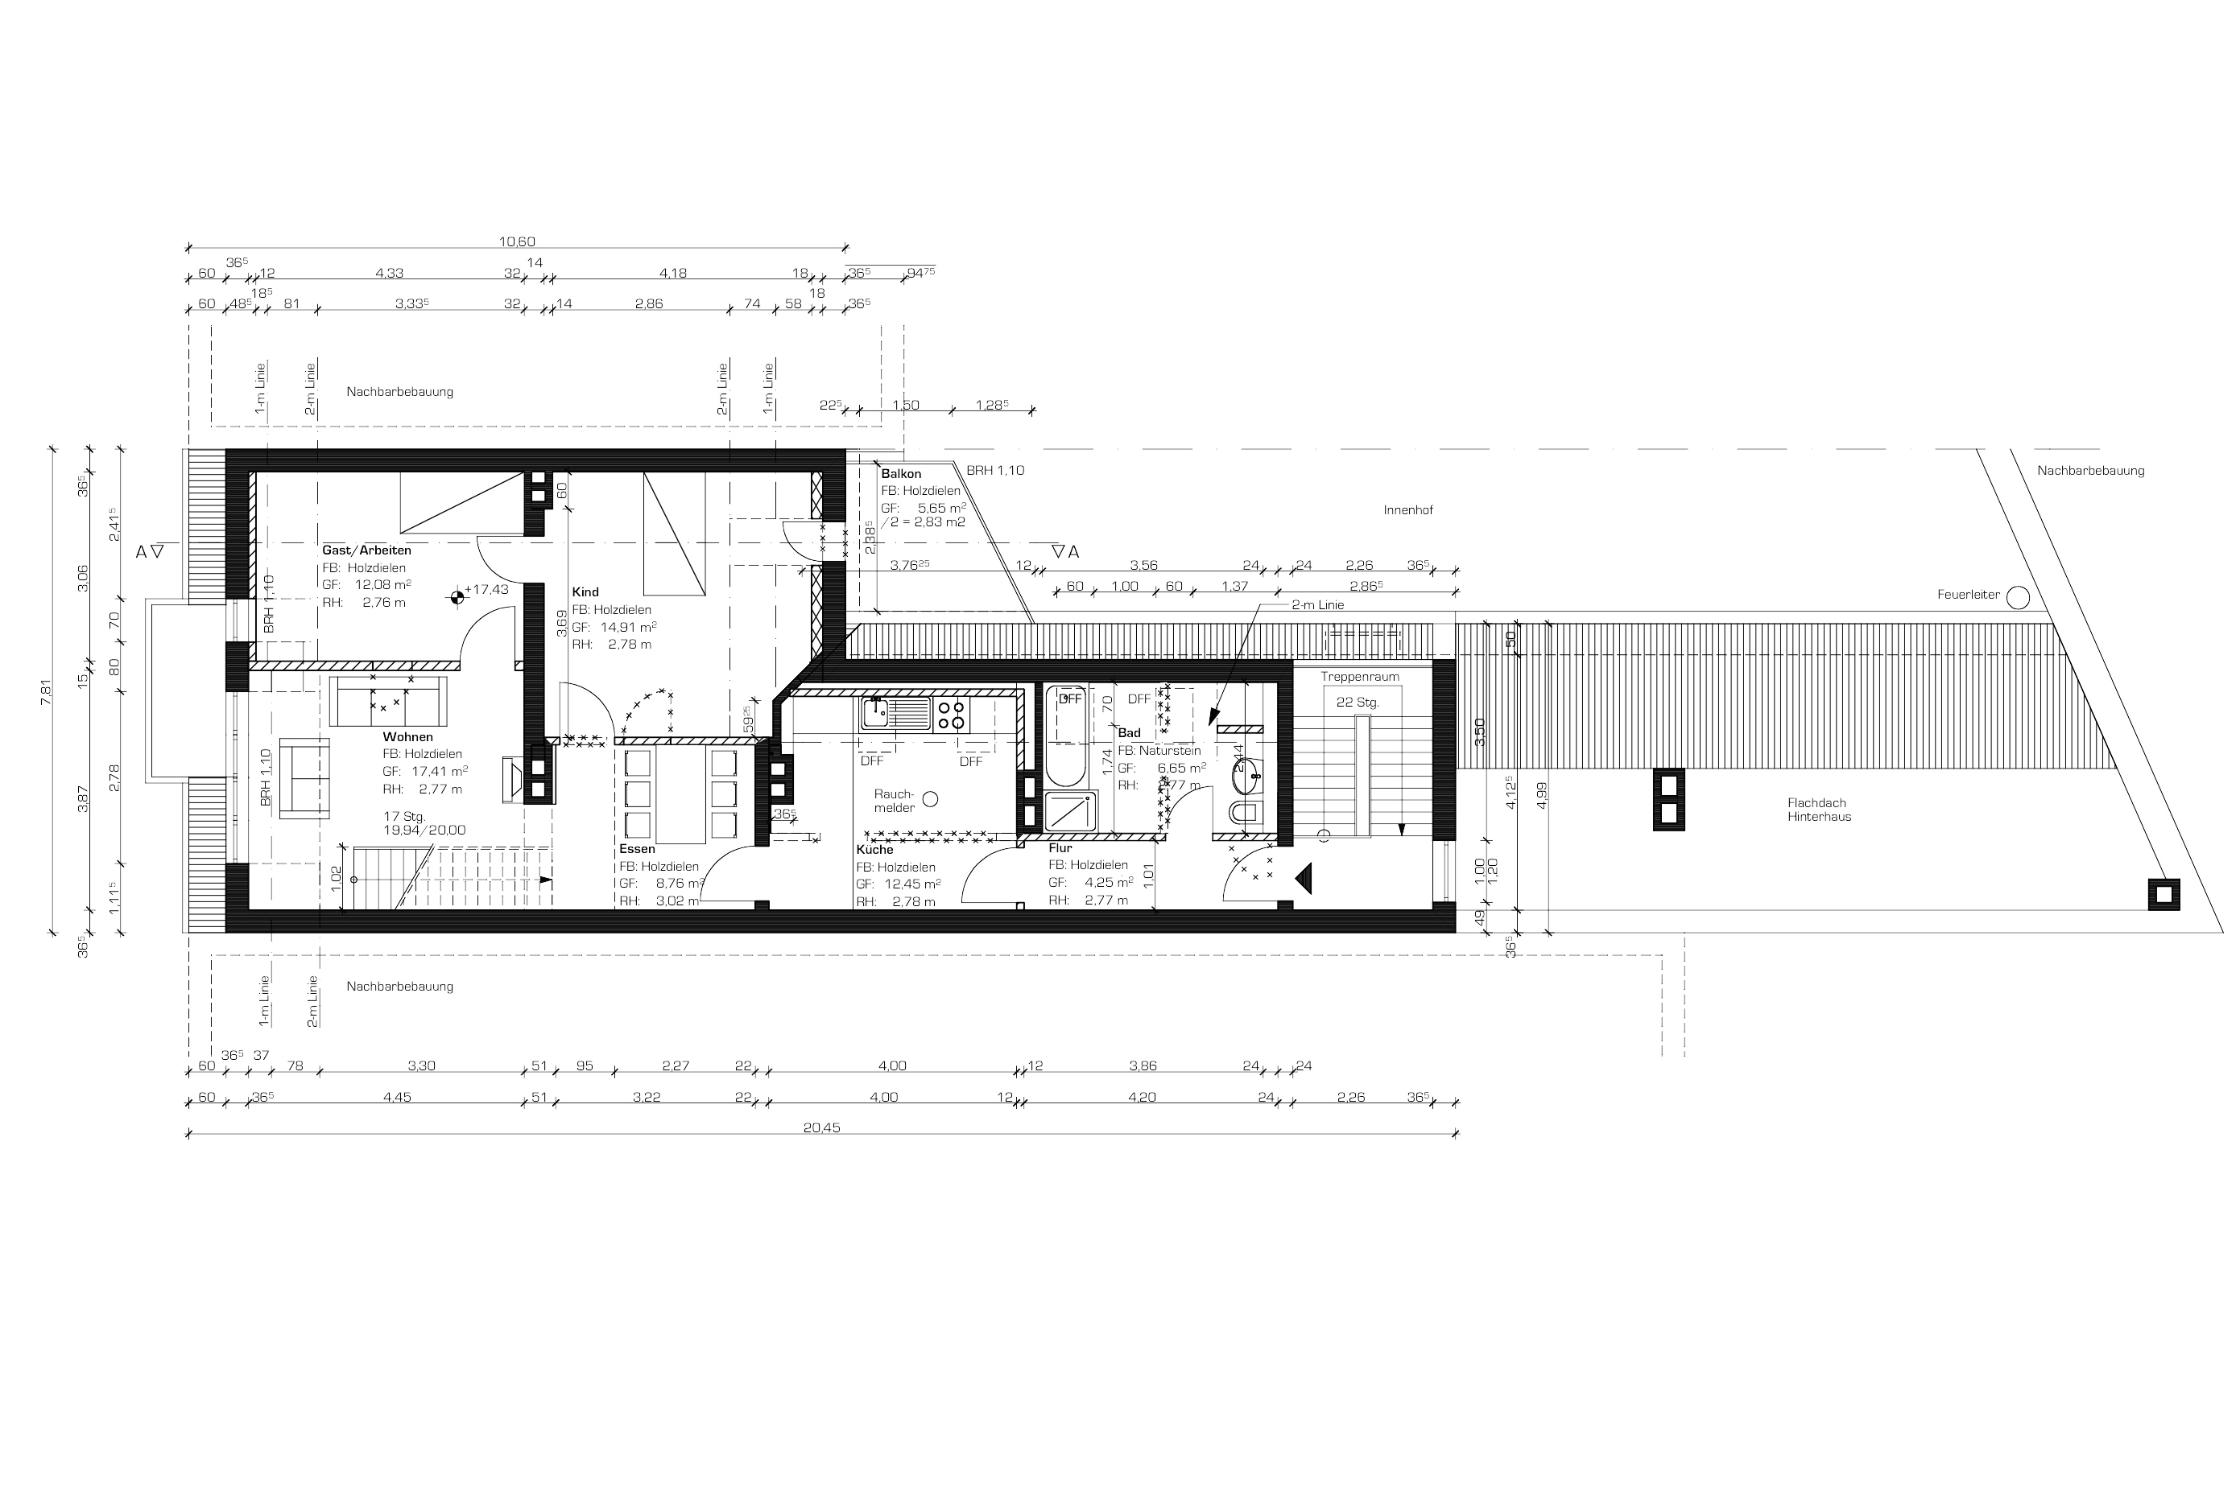 10,60
36⁵ 14
60 12 4,33 32 4,18 18 36⁵ 94⁷⁵
18⁵ 18
60 48⁵ 81 3,33⁵ 32 14 2,86 74 58 36⁵
1-m Linie
2-m Linie
Nachbarbebauung
2-m Linie
1-m Linie
22⁵ 1,50 1,28⁵
Balkon
FB: Holzdielen
GF: 5,65 m²
/2 = 2,83 m2
BRH 1,10
2,38⁵
Innenhof
Nachbarbebauung
A
A
Gast/Arbeiten
FB: Holzdielen
GF: 12,08 m²
RH: 2,76 m
+17,43
BRH 1,10
Kind
FB: Holzdielen
GF: 14,91 m²
RH: 2,78 m
60
3,69
59²⁵
3,76²⁵ 12 3,56 24 24 2,26 36⁵
60 1,00 60 1,37 2,86⁵
2-m Linie
Feuerleiter
7,81
36⁵
3,06
15
3,87
36⁵
2,41⁵
70
80
2,78
1,11⁵
Wohnen
FB: Holzdielen
GF: 17,41 m²
RH: 2,77 m
17 Stg.
19,94/20,00
BRH 1,10
1,02
Essen
FB: Holzdielen
GF: 8,76 m²
RH: 3,02 m
36⁵
DFF
DFF
Rauch-
melder
Küche
FB: Holzdielen
GF: 12,45 m²
RH: 2,78 m
DFF
DFF
70
1,74
2,44
Bad
FB: Naturstein
GF: 6,65 m²
RH: 2,77 m
Flur
FB: Holzdielen
GF: 4,25 m²
RH: 2,77 m
1,01
Treppenraum
22 Stg.
50
3,50
4,12⁵
4,99
1,00
1,20
49
36⁵
Flachdach
Hinterhaus
1-m Linie
2-m Linie
Nachbarbebauung
36⁵ 37
60 78 3,30 51 95 2,27 22 4,00 12 3,86 24 24
60 36⁵ 4,45 51 3,22 22 4,00 12 4,20 24 2,26 36⁵
20,45